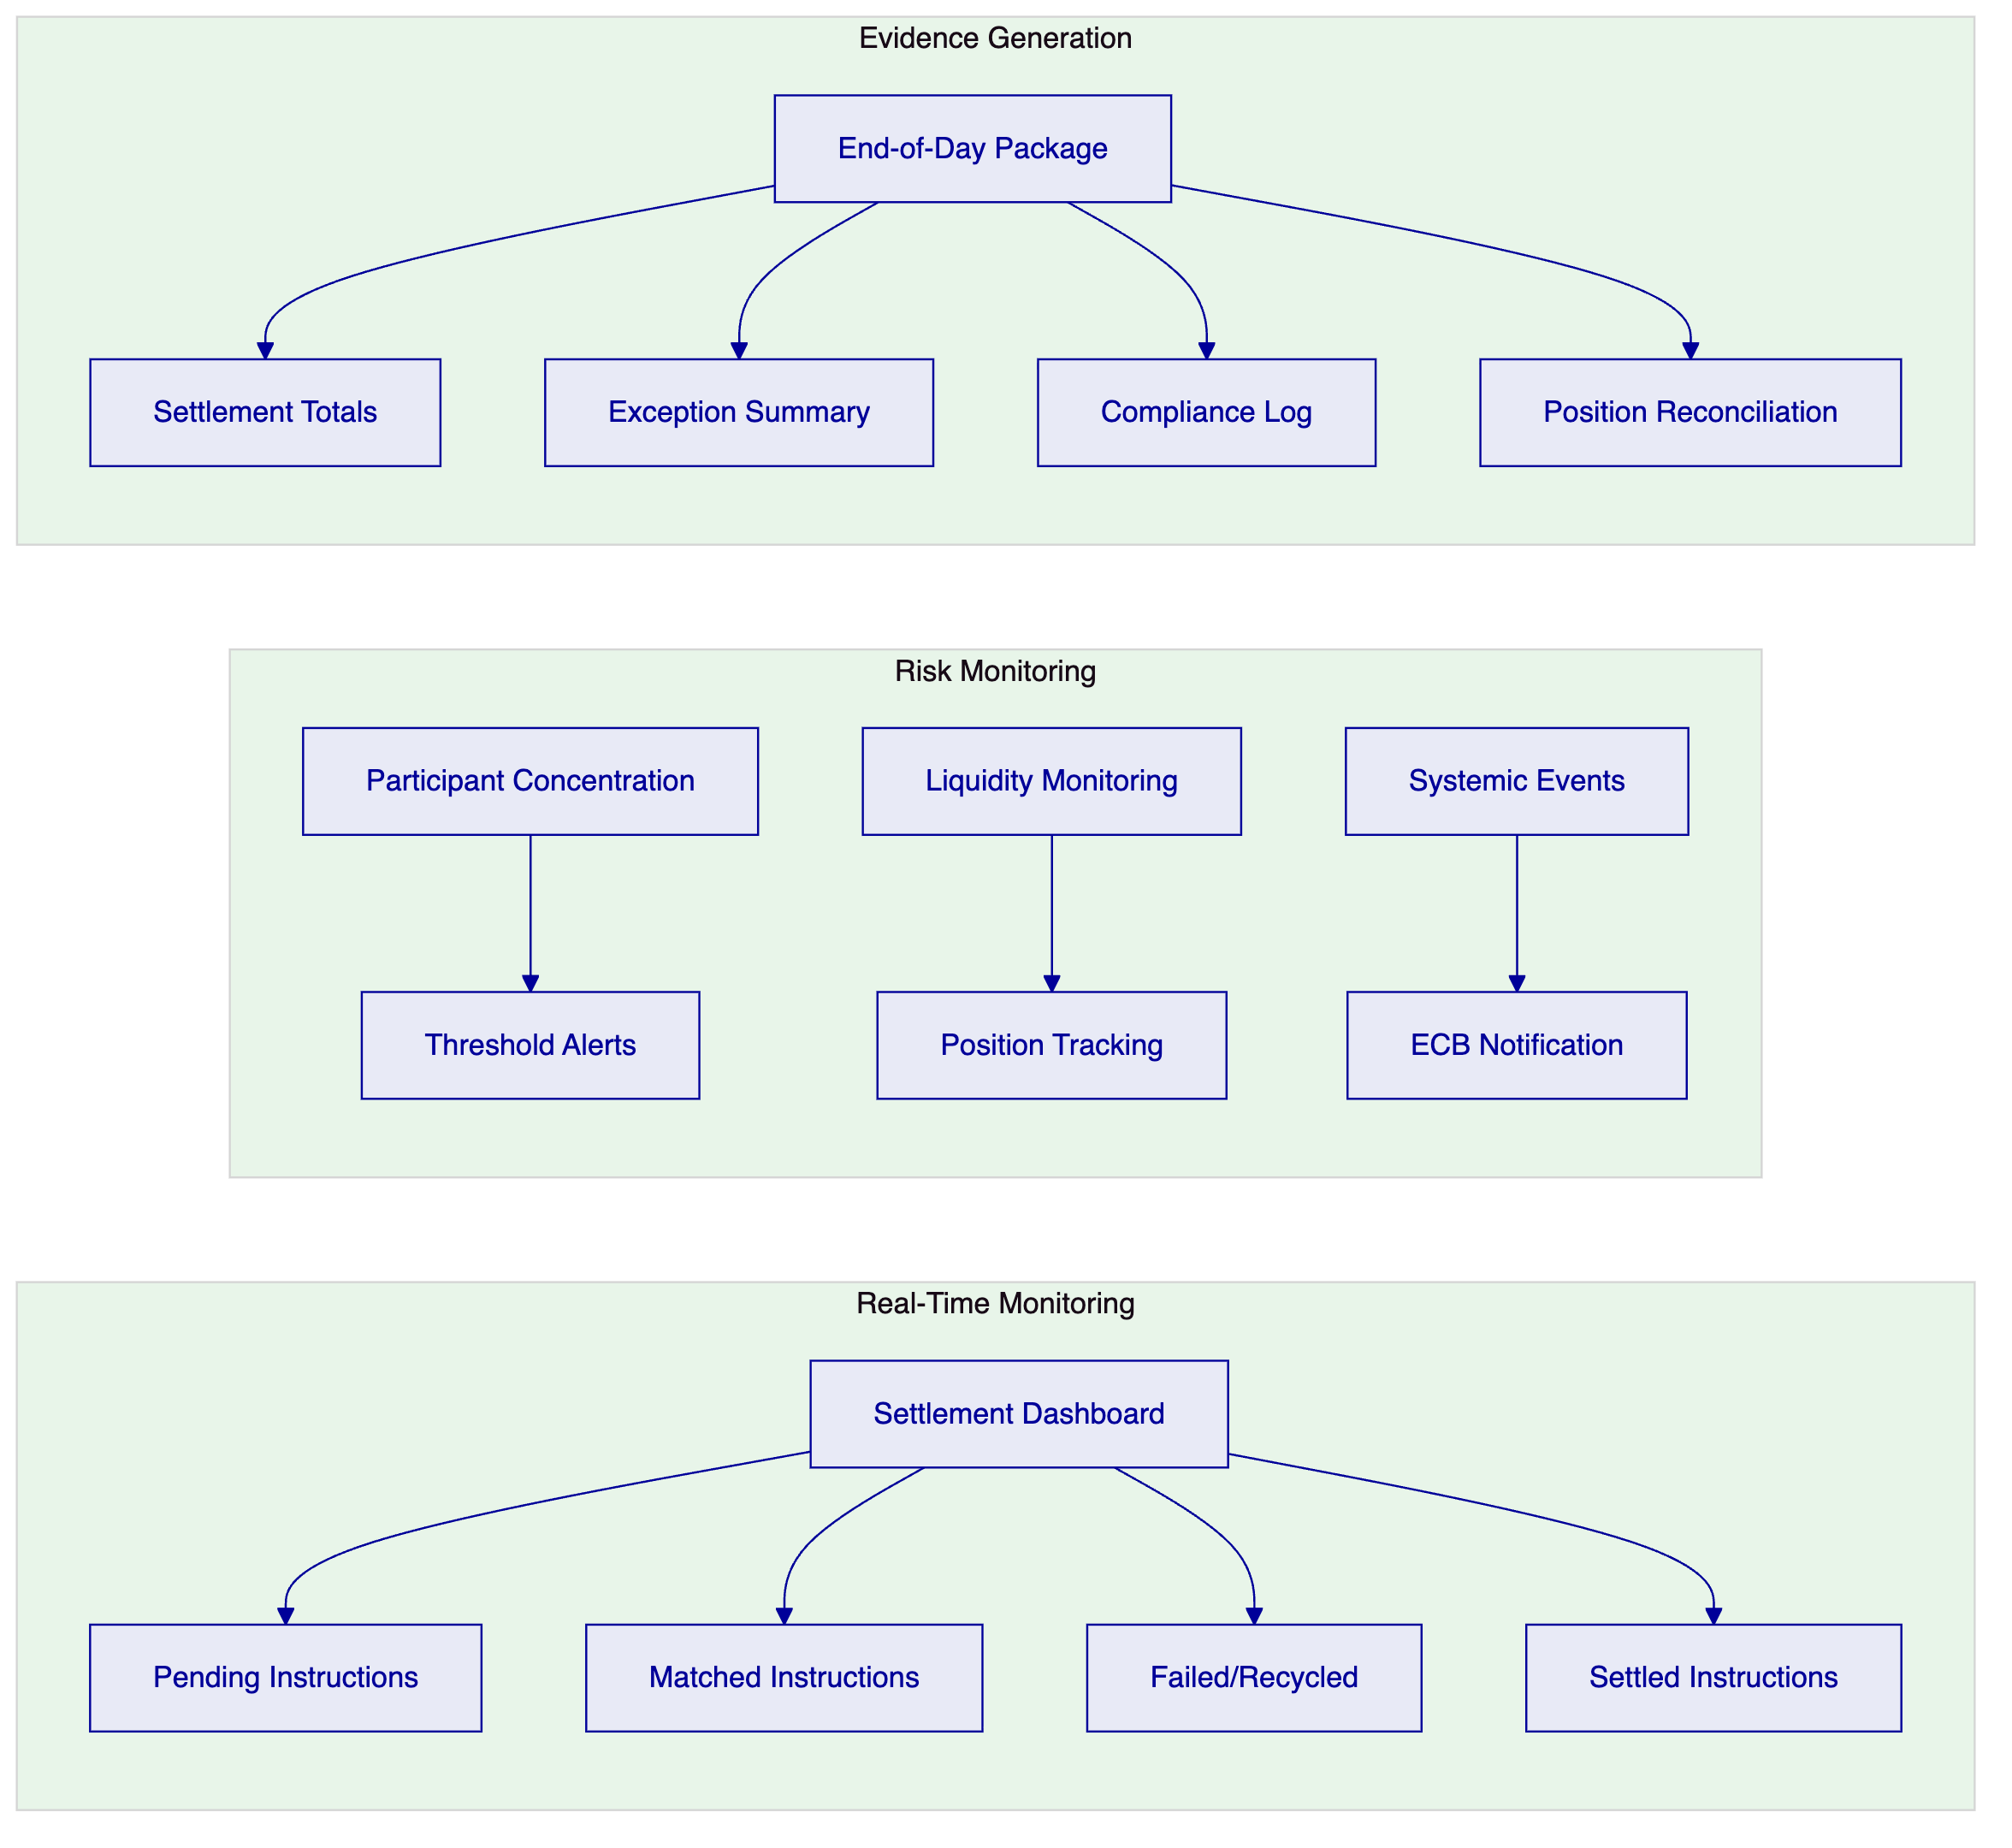 Evidence Generation
End-of-Day Package
Settlement Totals
Exception Summary
Compliance Log
Position Reconciliation
Risk Monitoring
Participant Concentration
Liquidity Monitoring
Systemic Events
Threshold Alerts
Position Tracking
ECB Notification
Real-Time Monitoring
Settlement Dashboard
Pending Instructions
Matched Instructions
Failed/Recycled
Settled Instructions